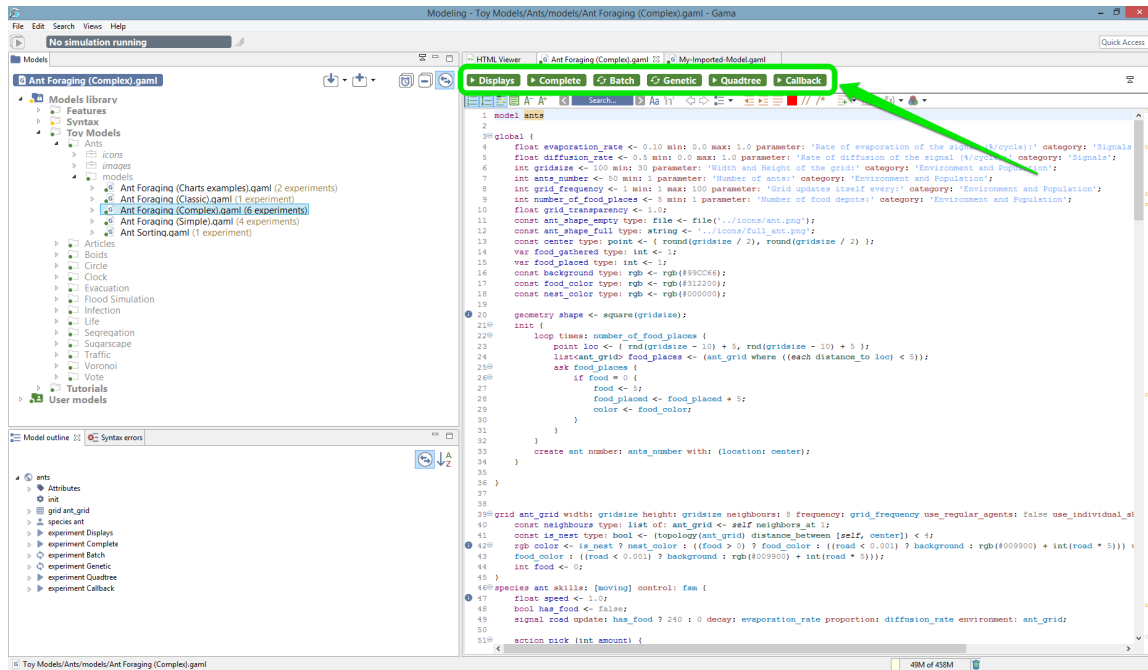 Modeling - Toy Models/Ants/models/Ant Foraging (Complex).gaml - Gama
File Edit Search Views Help
No simulation running
Quick Access
Models
Ant Foraging (Complex).gaml
Models library
Features
Syntax
Toy Models
Ants
icons
images
models
Ant Foraging (Charts examples).gaml (2 experiments)
Ant Foraging (Classic).gaml (1 experiment)
Ant Foraging (Complex).gaml (6 experiments)
Ant Foraging (Simple).gaml (4 experiments)
Ant Sorting.gaml (1 experiment)
Articles
Boids
Circle
Clock
Evacuation
Flood Simulation
Infection
Life
Segregation
Sugarscape
Traffic
Voronoi
Vote
Tutorials
User models
Model outline
Syntax errors
ants
Attributes
init
grid ant_grid
species ant
experiment Displays
experiment Complete
experiment Batch
experiment Genetic
experiment Quadtree
experiment Callback
HTML Viewer
Ant Foraging (Complex).gaml
My-Imported-Model.gaml
Displays Complete Batch Genetic Quadtree Callback
Search...
1 model ants
2
3 global {
4 float evaporation_rate <- 0.10 min: 0.0 max: 1.0 parameter: 'Rate of evaporation of the signal (%/cycle):' category: 'Signals
5 float diffusion_rate <- 0.5 min: 0.0 max: 1.0 parameter: 'Rate of diffusion of the signal (%/cycle):' category: 'Signals';
6 int gridsize <- 100 min: 30 parameter: 'Width and Height of the grid:' category: 'Environment and Population';
7 int ants_number <- 50 min: 1 parameter: 'Number of ants:' category: 'Environment and Population';
8 int grid_frequency <- 1 min: 1 max: 100 parameter: 'Grid updates itself every:' category: 'Environment and Population';
9 int number_of_food_places <- 5 min: 1 parameter: 'Number of food depots:' category: 'Environment and Population';
10 float grid_transparency <- 1.0;
11 const ant_shape_empty type: file <- file('../icons/ant.png');
12 const ant_shape_full type: string <- '../icons/full_ant.png';
13 const center type: point <- { round(gridsize / 2), round(gridsize / 2) };
14 var food_gathered type: int <- 1;
15 var food_placed type: int <- 1;
16 const background type: rgb <- rgb(#99CC66);
17 const food_color type: rgb <- rgb(#312200);
18 const nest_color type: rgb <- rgb(#000000);
19
20 geometry shape <- square(gridsize);
21 init {
22 loop times: number_of_food_places {
23 point loc <- { rnd(gridsize - 10) + 5, rnd(gridsize - 10) + 5 };
24 list<ant_grid> food_places <- (ant_grid where ((each distance_to loc) < 5));
25 ask food_places {
26 if food = 0 {
27 food <- 5;
28 food_placed <- food_placed + 5;
29 color <- food_color;
30 }
31 }
32 }
33 create ant number: ants_number with: (location: center);
34 }
35
36 }
37
38
39 grid ant_grid width: gridsize height: gridsize neighbours: 8 frequency: grid_frequency use_regular_agents: false use_individual_sh
40 const neighbours type: list of: ant_grid <- self neighbors_at 1;
41 const is_nest type: bool <- (topology(ant_grid) distance_between [self, center]) < 4;
42 rgb color <- is_nest ? nest_color : ((food > 0) ? food_color : ((road < 0.001) ? background : rgb(#009900) + int(road * 5)))
43 food_color : ((road < 0.001) ? background : rgb(#009900) + int(road * 5)));
44 int food <- 0;
45 }
46 species ant skills: [moving] control: fsm {
47 float speed <- 1.0;
48 bool has_food <- false;
49 signal road update: has_food ? 240 : 0 decay: evaporation_rate proportion: diffusion_rate environment: ant_grid;
50
51 action pick (int amount) {
Toy Models/Ants/models/Ant Foraging (Complex).gaml
49M of 458M